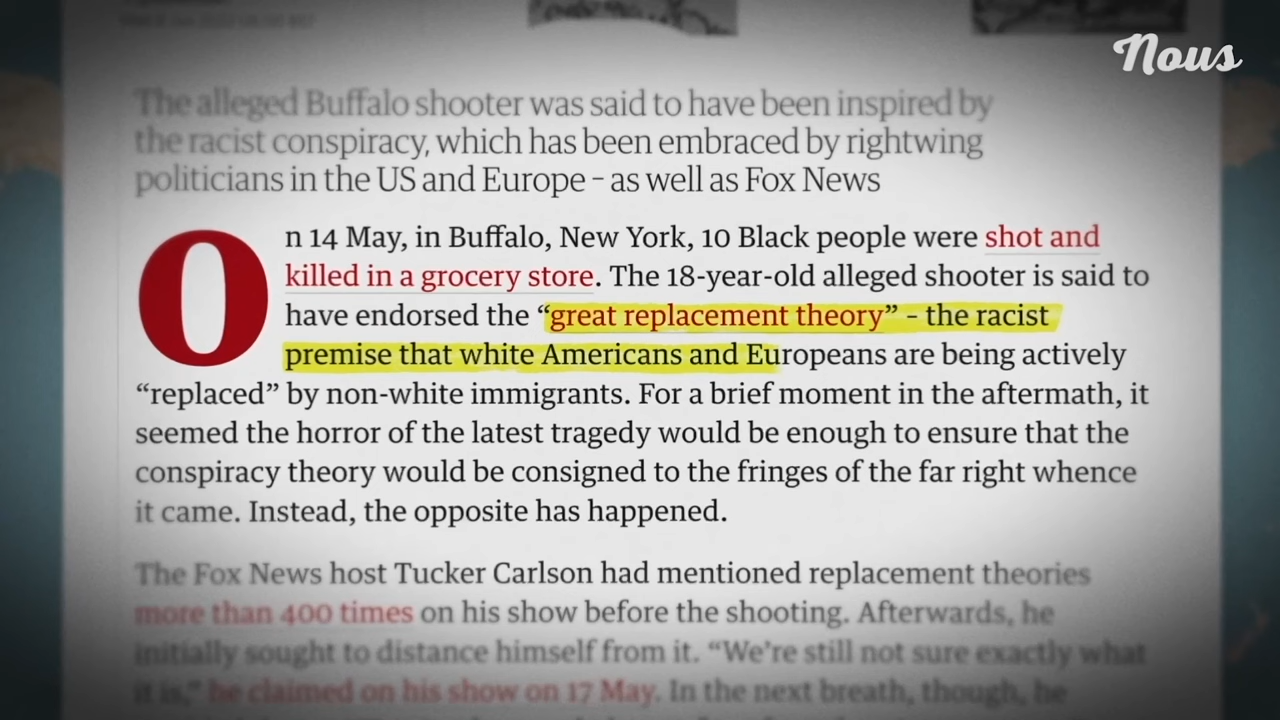 Nous
The alleged Buffalo shooter was said to have been inspired by
the racist conspiracy, which has been embraced by rightwing
politicians in the US and Europe – as well as Fox News
On 14 May, in Buffalo, New York, 10 Black people were shot and
killed in a grocery store. The 18-year-old alleged shooter is said to
have endorsed the “great replacement theory” – the racist
premise that white Americans and Europeans are being actively
“replaced” by non-white immigrants. For a brief moment in the aftermath, it
seemed the horror of the latest tragedy would be enough to ensure that the
conspiracy theory would be consigned to the fringes of the far right whence
it came. Instead, the opposite has happened.
The Fox News host Tucker Carlson had mentioned replacement theories
more than 400 times on his show before the shooting. Afterwards, he
initially sought to distance himself from it. “We’re still not sure exactly what
it is,” he claimed on his show on 17 May. In the next breath, though, he